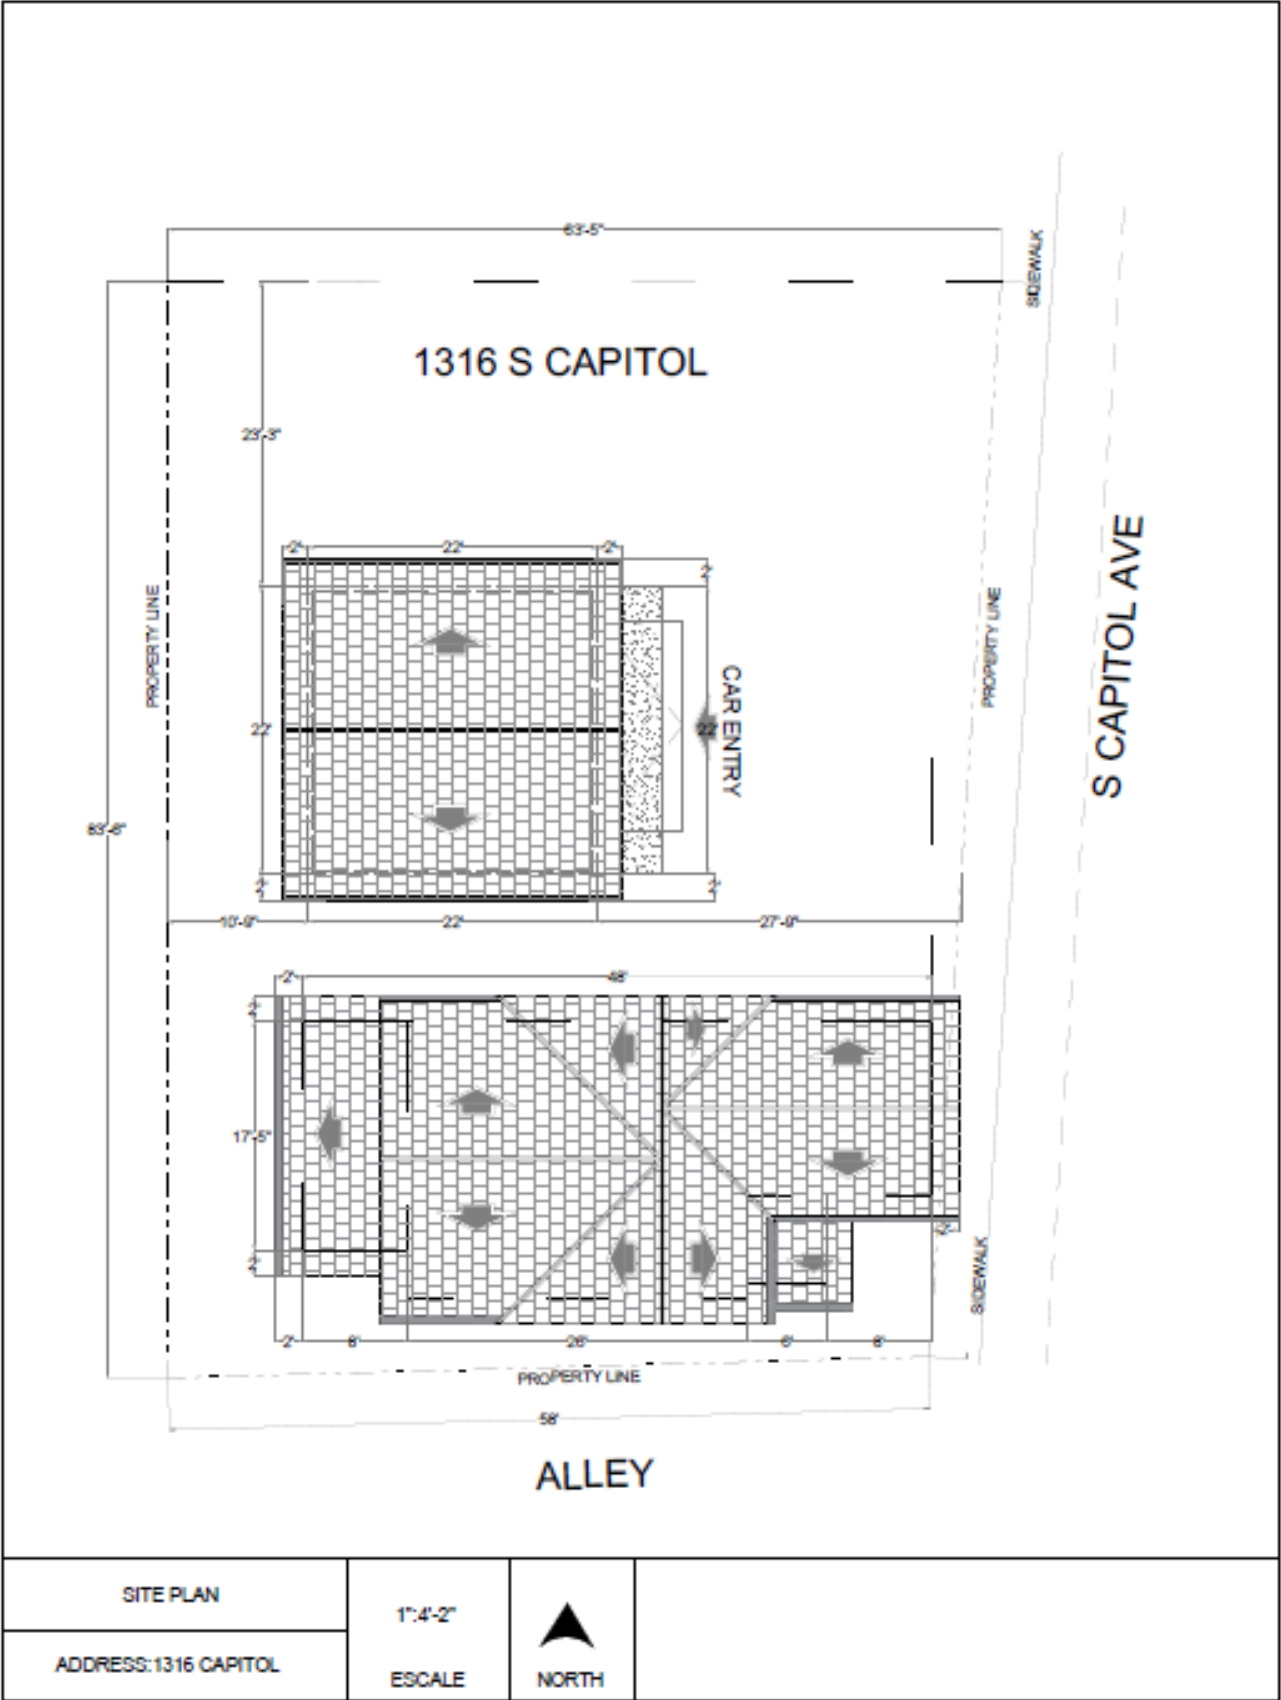 63'-5"
SIDEWALK
1316 S CAPITOL
23'-3"
2'
22'
2'
2'
PROPERTY LINE
PROPERTY LINE
S CAPITOL AVE
CAR ENTRY
22'
22'
83'-6"
2'
2'
10'-9"
22'
27'-9"
2'
48'
2'
17'-5"
2'
2'
SIDEWALK
2'
8'
26'
6'
8'
PROPERTY LINE
58'
ALLEY
SITE PLAN
1":4'-2"
ADDRESS:1316 CAPITOL
ESCALE
NORTH